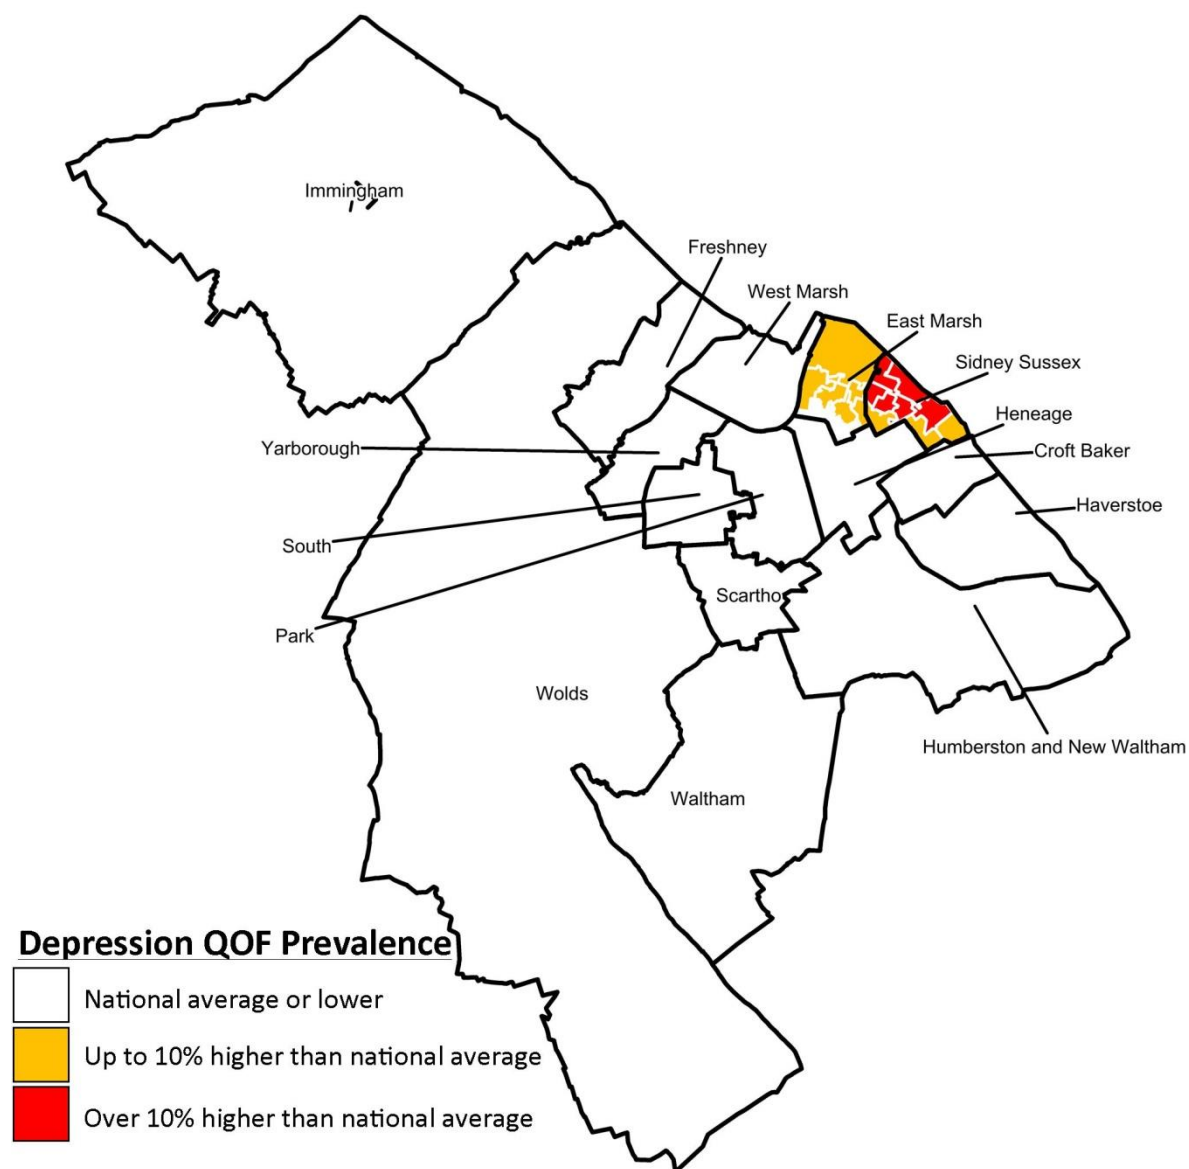 Immingham
Freshney
West Marsh
East Marsh
Sidney Sussex
Heneage
Yarborough
Croft Baker
Haverstoe
South
Scartho
Park
Wolds
Humberston and New Waltham
Waltham
Depression QOF Prevalence
National average or lower
Up to 10% higher than national average
Over 10% higher than national average